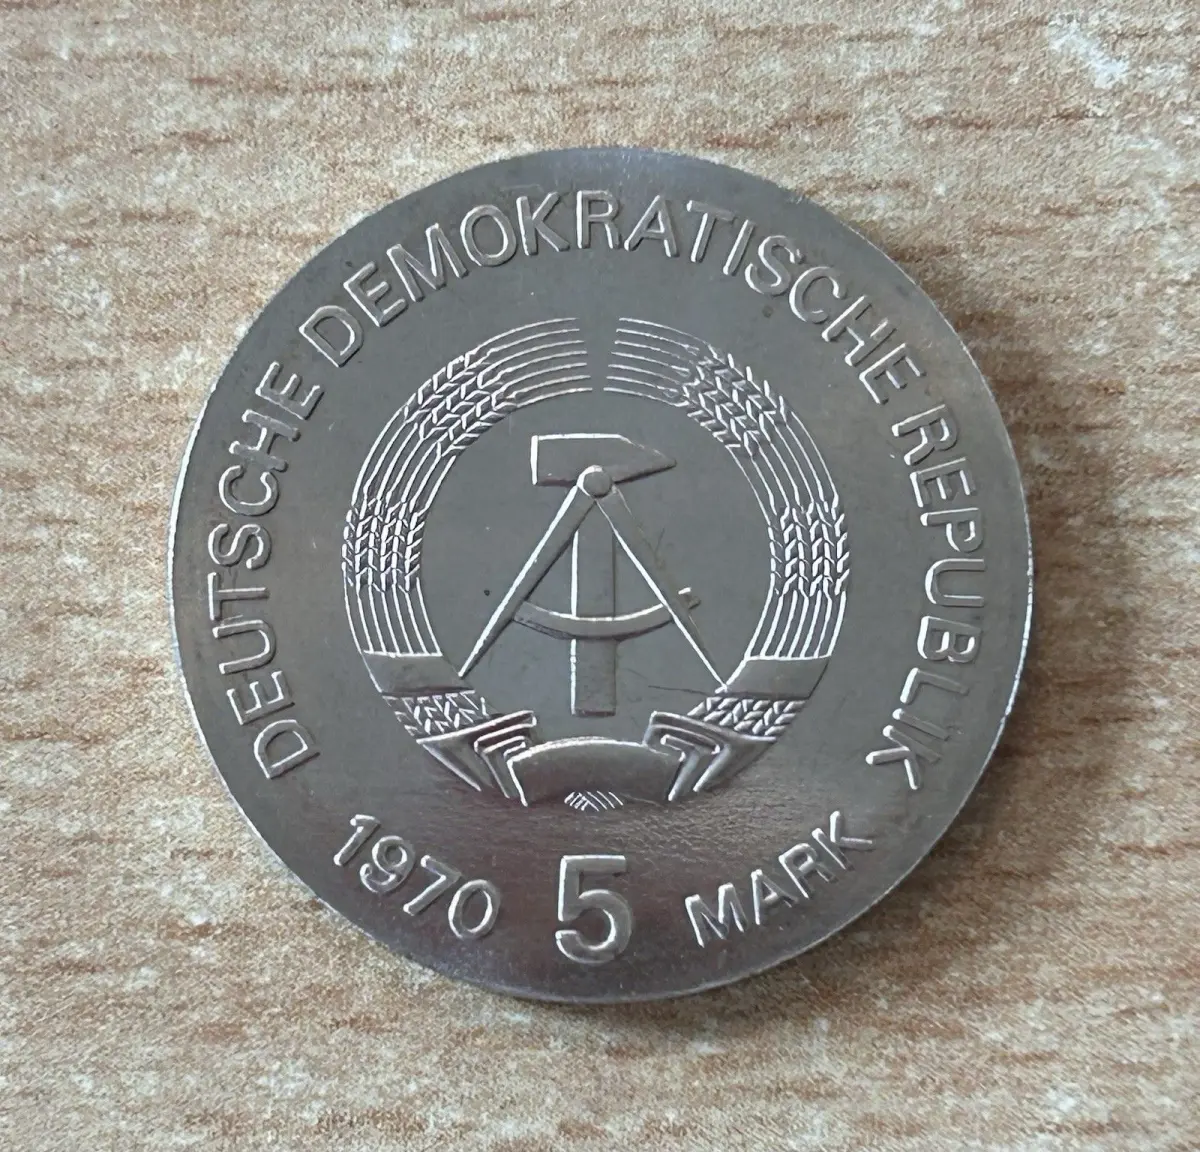 DEUTSCHE DEMOKRATISCHE REPUBLIK
1970 5 MARK